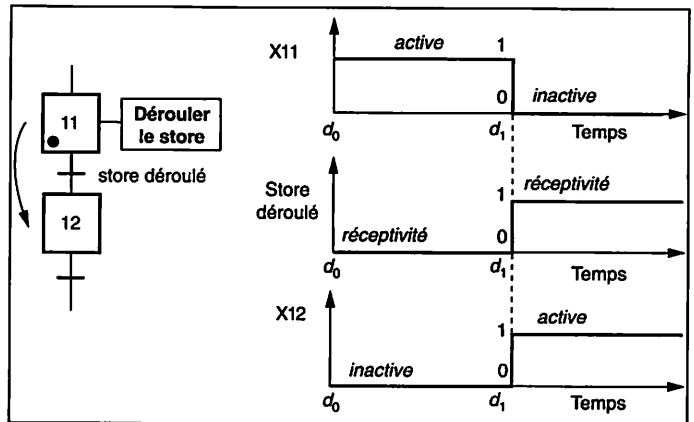 11
Dérouler
le store
store déroulé
12
X11
active
1
0
inactive
d0
d1
Temps
Store
déroulé
1
réceptivité
réceptivité
0
d0
d1
Temps
X12
1
active
inactive
0
d0
d1
Temps